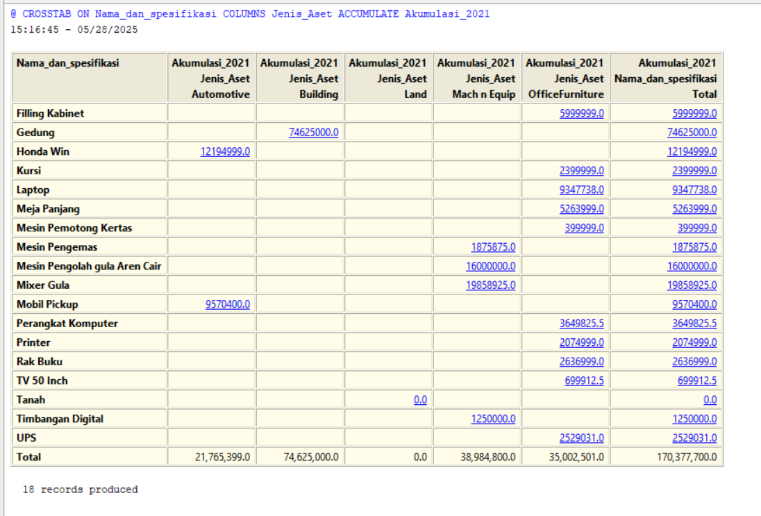 @ CROSSTAB ON Nama_dan_spesifikasi COLUMNS Jenis_Aset ACCUMULATE Akumulasi_2021
15:16:45 - 05/28/2025
Nama_dan_spesifikasi Akumulasi_2021 Akumulasi_2021 Akumulasi_2021 Akumulasi_2021 Akumulasi_2021 Akumulasi_2021
Jenis_Aset Jenis_Aset Jenis_Aset Jenis_Aset Jenis_Aset Nama_dan_spesifikasi
Automotive Building Land Mach n Equip OfficeFurniture Total
Filling Kabinet 5999999.0 5999999.0
Gedung 74625000.0 74625000.0
Honda Win 12194999.0 12194999.0
Kursi 2399999.0 2399999.0
Laptop 9347738.0 9347738.0
Meja Panjang 5263999.0 5263999.0
Mesin Pemotong Kertas 399999.0 399999.0
Mesin Pengemas 1875875.0 1875875.0
Mesin Pengolah gula Aren Cair 16000000.0 16000000.0
Mixer Gula 19858925.0 19858925.0
Mobil Pickup 9570400.0 9570400.0
Perangkat Komputer 3649825.5 3649825.5
Printer 2074999.0 2074999.0
Rak Buku 2636999.0 2636999.0
TV 50 Inch 699912.5 699912.5
Tanah 0.0 0.0
Timbangan Digital 1250000.0 1250000.0
UPS 2529031.0 2529031.0
Total 21,765,399.0 74,625,000.0 0.0 38,984,800.0 35,002,501.0 170,377,700.0
18 records produced